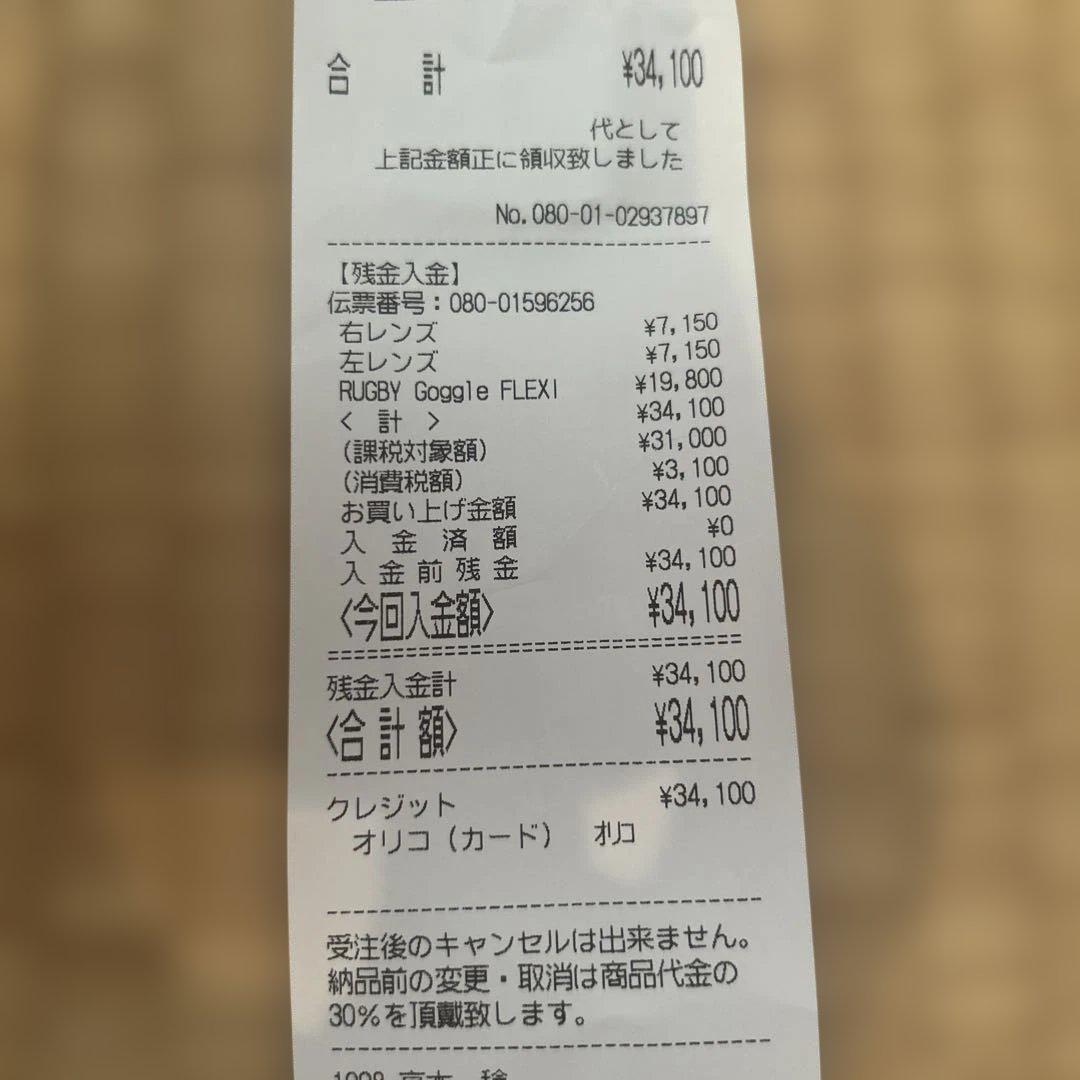 合計 ¥34,100
代として
上記金額正に領収致しました
No.080-01-02937897
【残金入金】
伝票番号：080-01596256
右レンズ ¥7,150
左レンズ ¥7,150
RUGBY Goggle FLEXI ¥19,800
< 計 > ¥34,100
(課税対象額) ¥31,000
(消費税額) ¥3,100
お買い上げ金額 ¥34,100
入金済額 ¥0
入金前残金 ¥34,100
<今回入金額> ¥34,100
残金入金計 ¥34,100
<合計額> ¥34,100
クレジット ¥34,100
オリコ（カード） オリコ
受注後のキャンセルは出来ません。
納品前の変更・取消は商品代金の
30%を頂戴致します。